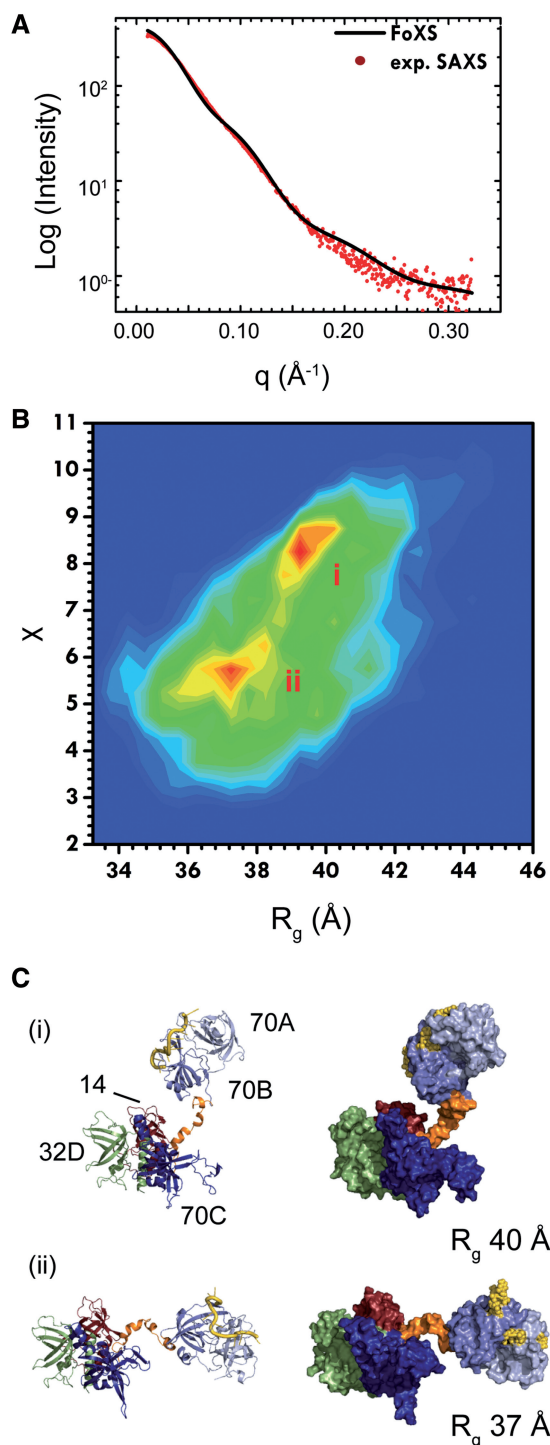 A
FoXS
exp. SAXS
Log (Intensity)
10²
10¹
10⁰
0.00 0.10 0.20 0.30
q (Å⁻¹)
B
11
10
9
8
7
6
5
4
3
2
χ
i
ii
34 36 38 40 42 44 46
Rg (Å)
C
(i)
70A
14
70B
32D
70C
Rg 40 Å
(ii)
Rg 37 Å